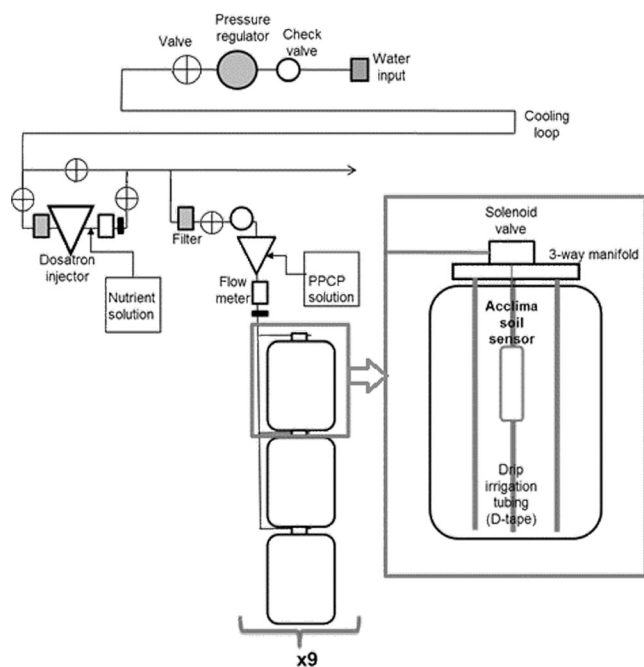 Valve
Pressure
regulator
Check
valve
Water
input
Cooling
loop
Dosatron
injector
Nutrient
solution
Filter
Flow
meter
PPCP
solution
Solenoid
valve
3-way manifold
Acclima
soil
sensor
Drip
irrigation
tubing
(D-tape)
x9